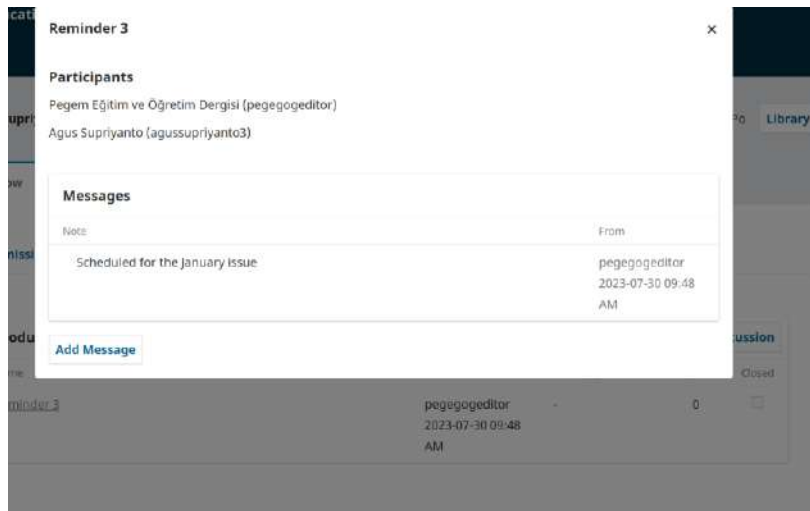 Reminder 3
×
Participants
Pegem Eğitim ve Öğretim Dergisi (pegegogeditor)
Agus Supriyanto (agussupriyanto3)
Library
Messages
Note From
Scheduled for the January issue pegegogeditor
2023-07-30 09:48
AM
Add Message
Closed
minder 3 pegegogeditor - 0
2023-07-30 09:48
AM